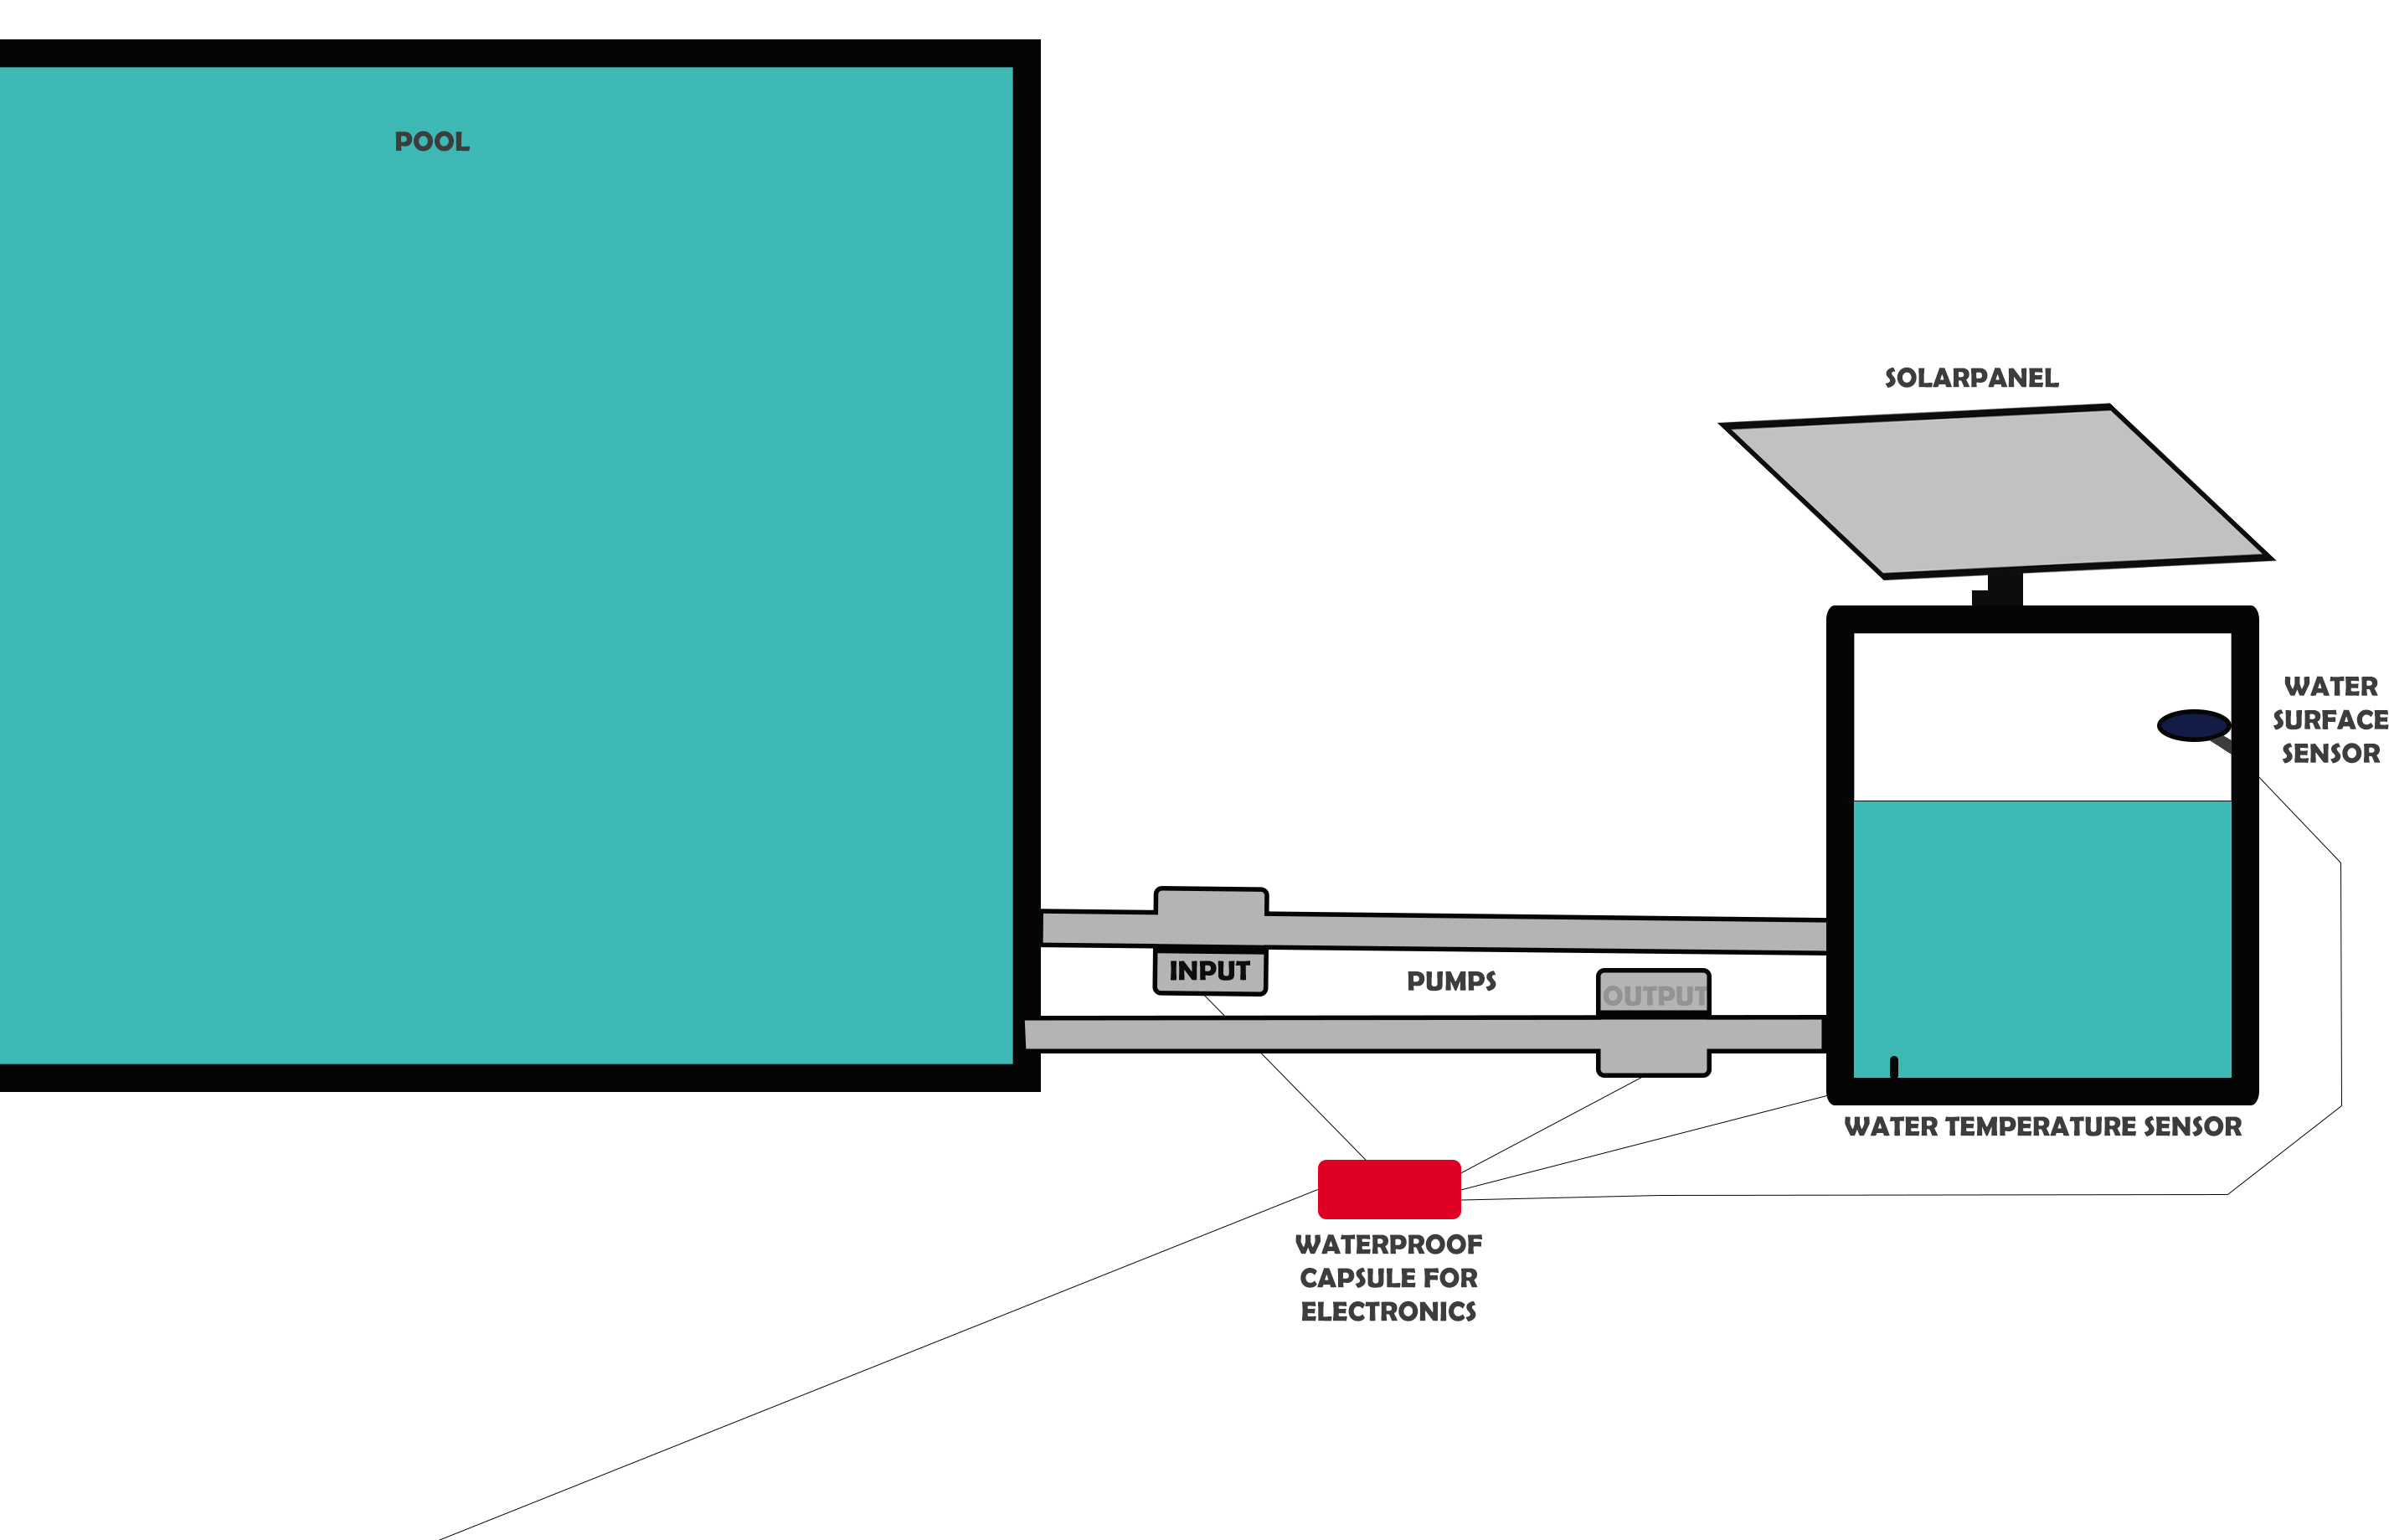 POOL
SOLARPANEL
WATER
SURFACE
SENSOR
INPUT
PUMPS
OUTPUT
WATER TEMPERATURE SENSOR
WATERPROOF
CAPSULE FOR
ELECTRONICS